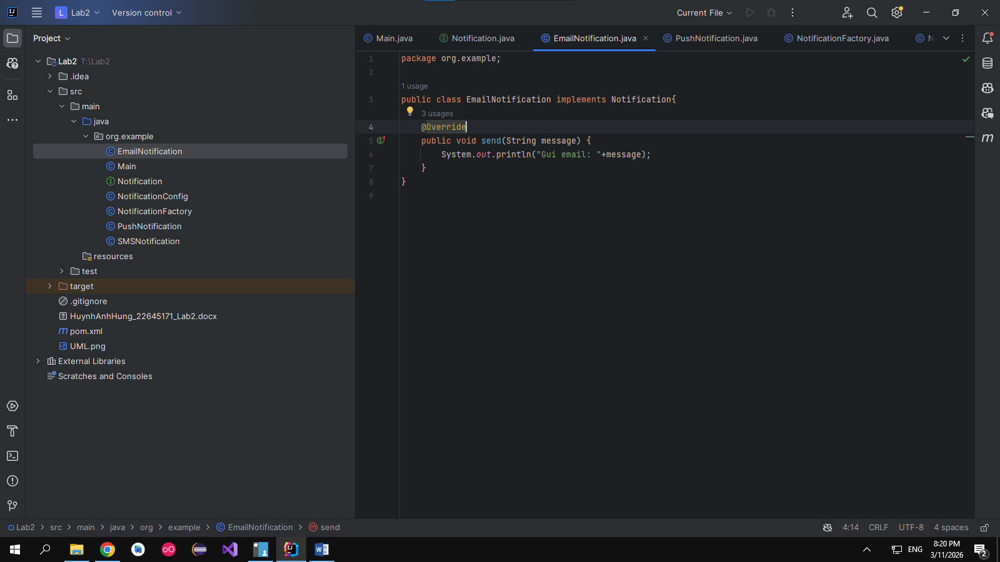 L Lab2 Version control Current File
Project
Main.java Notification.java EmailNotification.java PushNotification.java NotificationFactory.java N
Lab2 T:\Lab2
.idea
src
main
java
org.example
EmailNotification
Main
Notification
NotificationConfig
NotificationFactory
PushNotification
SMSNotification
resources
test
target
.gitignore
HuynhAnhHung_22645171_Lab2.docx
pom.xml
UML.png
External Libraries
Scratches and Consoles
1 package org.example;
2
1 usage
3 public class EmailNotification implements Notification{
3 usages
4 @Override
5 public void send(String message) {
6 System.out.println("Gui email: "+message);
7 }
8 }
9
Lab2 > src > main > java > org > example > EmailNotification > send
4:14 CRLF UTF-8 4 spaces
ENG
8:20 PM
3/11/2026
2